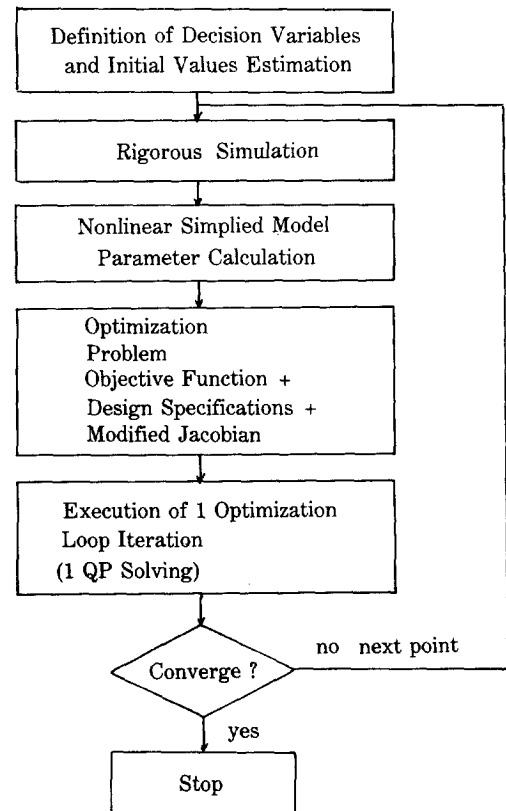 Definition of Decision Variables
and Initial Values Estimation
Rigorous Simulation
Nonlinear Simplied Model
Parameter Calculation
Optimization
Problem
Objective Function +
Design Specifications +
Modified Jacobian
Execution of 1 Optimization
Loop Iteration
(1 QP Solving)
Converge ?
no next point
yes
Stop